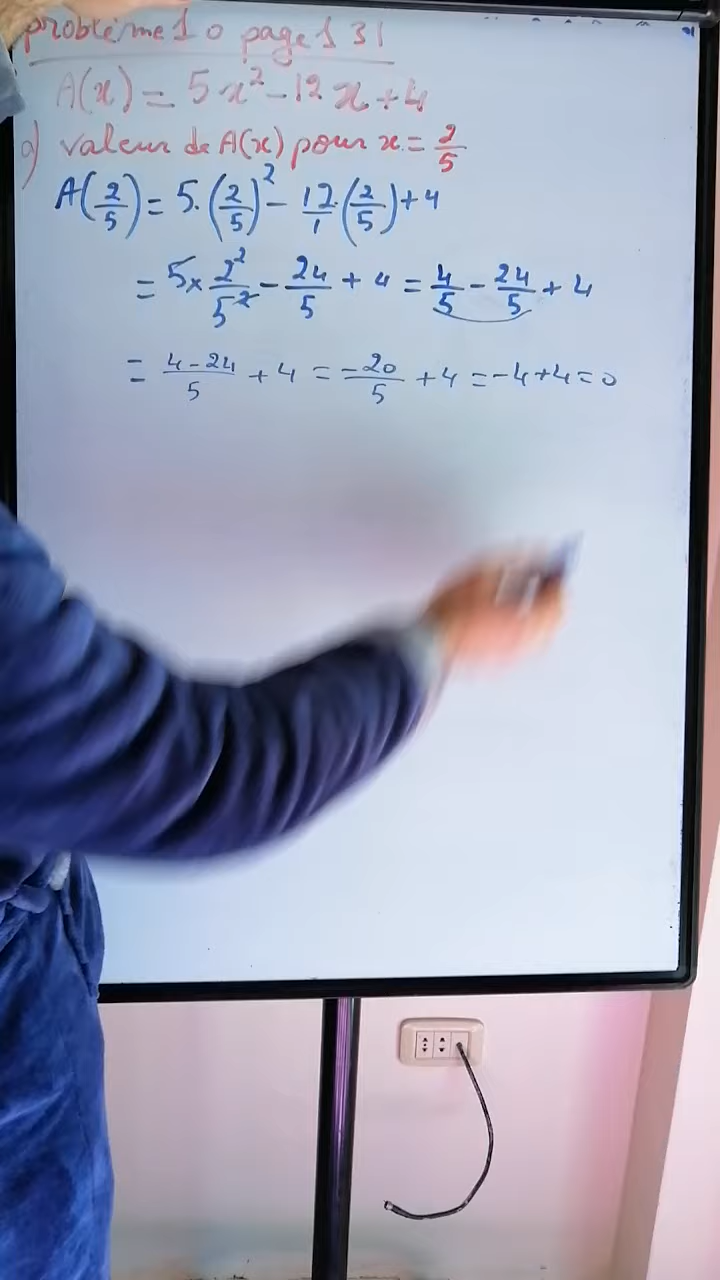 problème 10 page 131
A(x) = 5x² - 12x + 4
a) valeur de A(x) pour x = 2/5
A(2/5) = 5.(2/5)² - 12/1 (2/5) + 4
= 5 × 2²/5² - 24/5 + 4 = 4/5 - 24/5 + 4
= 4-24/5 + 4 = -20/5 + 4 = -4+4=0